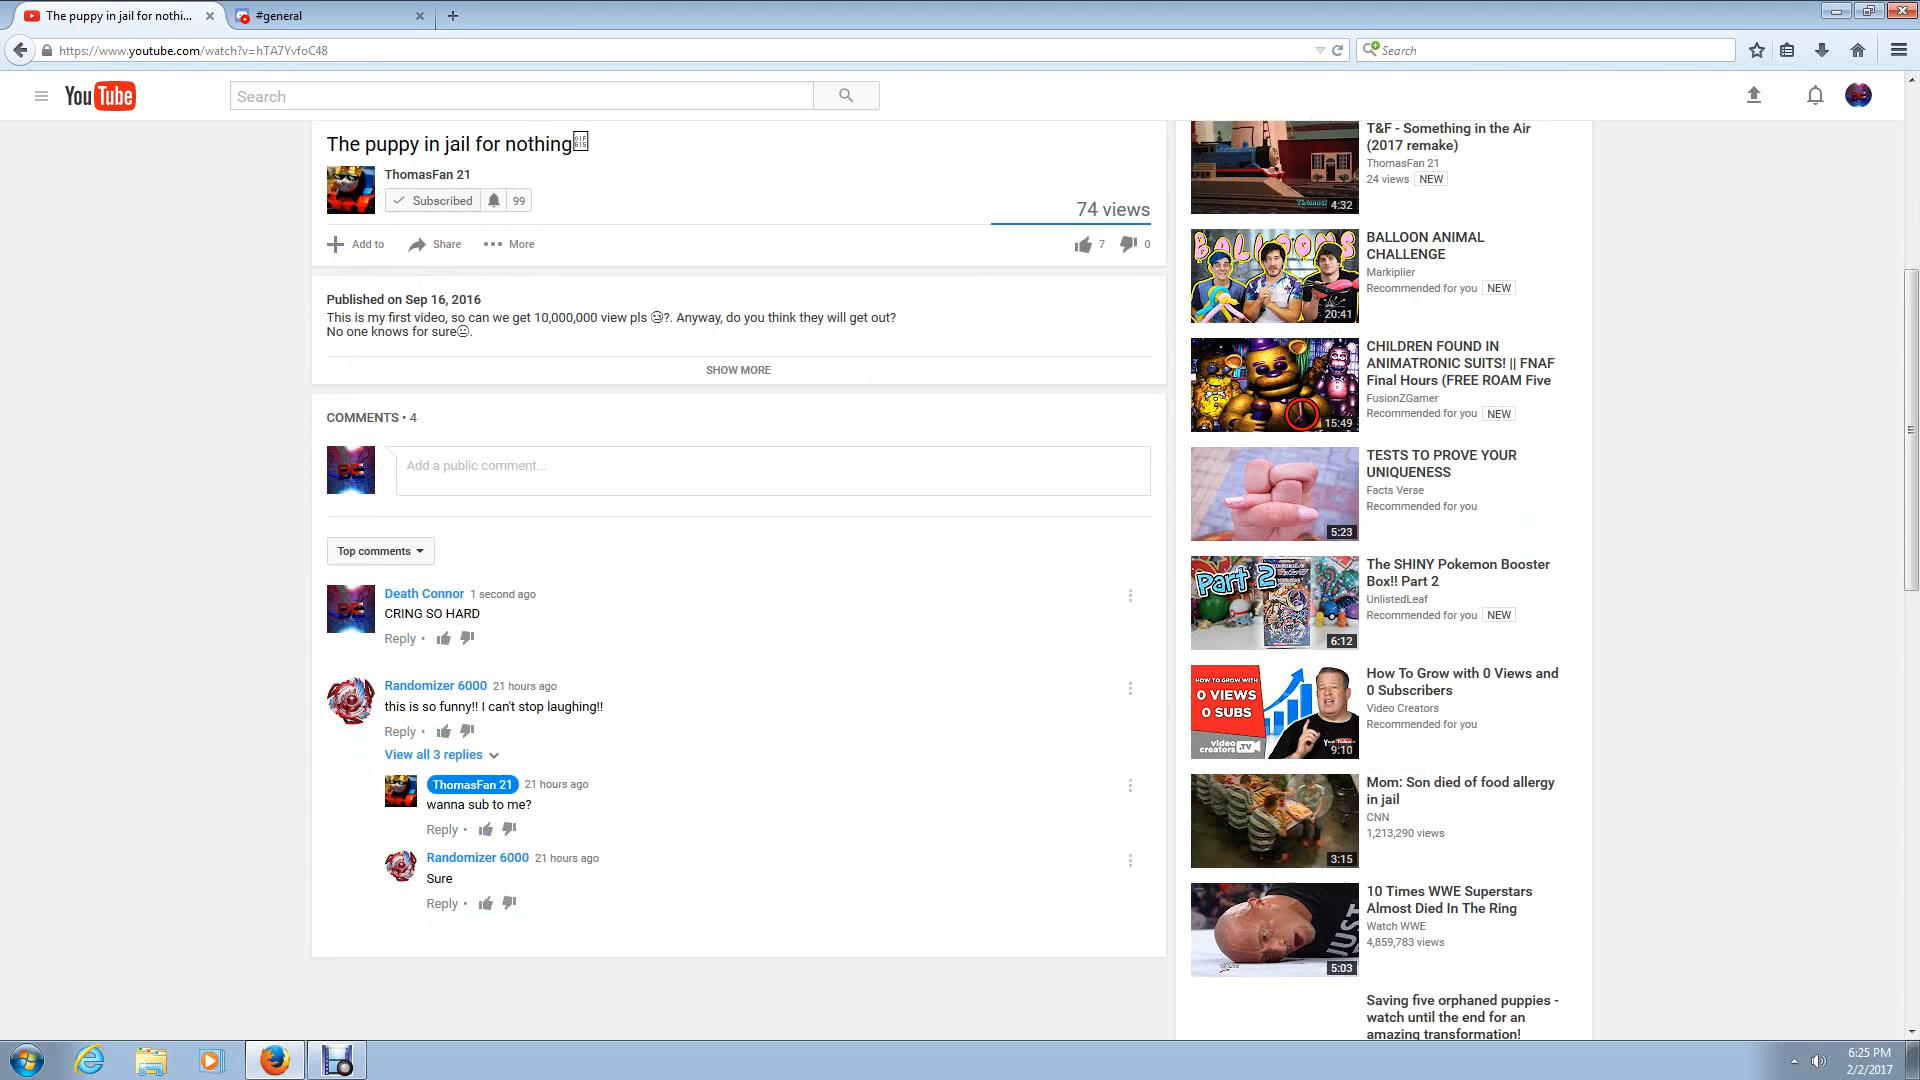 The puppy in jail for nothi...
#general
https://www.youtube.com/watch?v=hTA7YvfoC48
Search
YouTube
Search
The puppy in jail for nothing
ThomasFan 21
Subscribed 99
74 views
Add to Share More 7 0
Published on Sep 16, 2016
This is my first video, so can we get 10,000,000 view pls 😏?. Anyway, do you think they will get out?
No one knows for sure😐.
SHOW MORE
COMMENTS • 4
Add a public comment...
Top comments
Death Connor 1 second ago
CRING SO HARD
Reply •
Randomizer 6000 21 hours ago
this is so funny!! I can't stop laughing!!
Reply •
View all 3 replies
ThomasFan 21 21 hours ago
wanna sub to me?
Reply •
Randomizer 6000 21 hours ago
Sure
Reply •
4:32
T&F - Something in the Air
(2017 remake)
ThomasFan 21
24 views NEW
BALLOONS
20:41
BALLOON ANIMAL
CHALLENGE
Markiplier
Recommended for you NEW
15:49
CHILDREN FOUND IN
ANIMATRONIC SUITS! || FNAF
Final Hours (FREE ROAM Five
FusionZGamer
Recommended for you NEW
5:23
TESTS TO PROVE YOUR
UNIQUENESS
Facts Verse
Recommended for you
Part 2
6:12
The SHINY Pokemon Booster
Box!! Part 2
UnlistedLeaf
Recommended for you NEW
HOW TO GROW WITH
0 VIEWS
0 SUBS
video
creators.TV
9:10
How To Grow with 0 Views and
0 Subscribers
Video Creators
Recommended for you
3:15
Mom: Son died of food allergy
in jail
CNN
1,213,290 views
JUST
5:03
10 Times WWE Superstars
Almost Died In The Ring
Watch WWE
4,859,783 views
Saving five orphaned puppies -
watch until the end for an
amazing transformation!
6:25 PM
2/2/2017